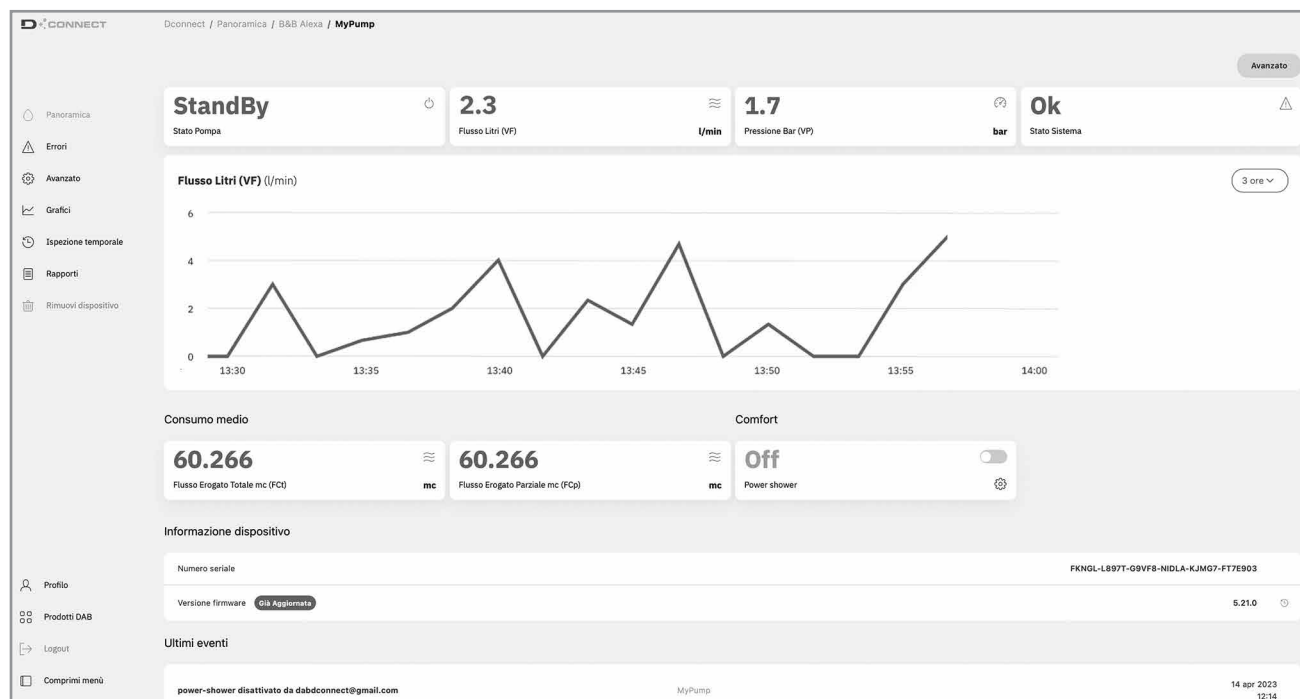 DCONNECT
Dconnect / Panoramica / B&B Alexa / MyPump
Avanzato
Panoramica
Errori
Avanzato
Grafici
Ispezione temporale
Rapporti
Rimuovi dispositivo
Profilo
Prodotti DAB
Logout
Comprimi menù
StandBy
Stato Pompa
2.3
Flusso Litri (VF) l/min
1.7
Pressione Bar (VP) bar
Ok
Stato Sistema
Flusso Litri (VF) (l/min)
3 ore
6
4
2
0
13:30 13:35 13:40 13:45 13:50 13:55 14:00
Consumo medio
60.266
Flusso Erogato Totale mc (FCt) mc
60.266
Flusso Erogato Parziale mc (FCp) mc
Comfort
Off
Power shower
Informazione dispositivo
Numero seriale FKNGL-L897T-G9VF8-NIDLA-KJMG7-FT7E903
Versione firmware Già Aggiornata 5.21.0
Ultimi eventi
power-shower disattivato da dabdconnect@gmail.com MyPump 14 apr 2023
12:14